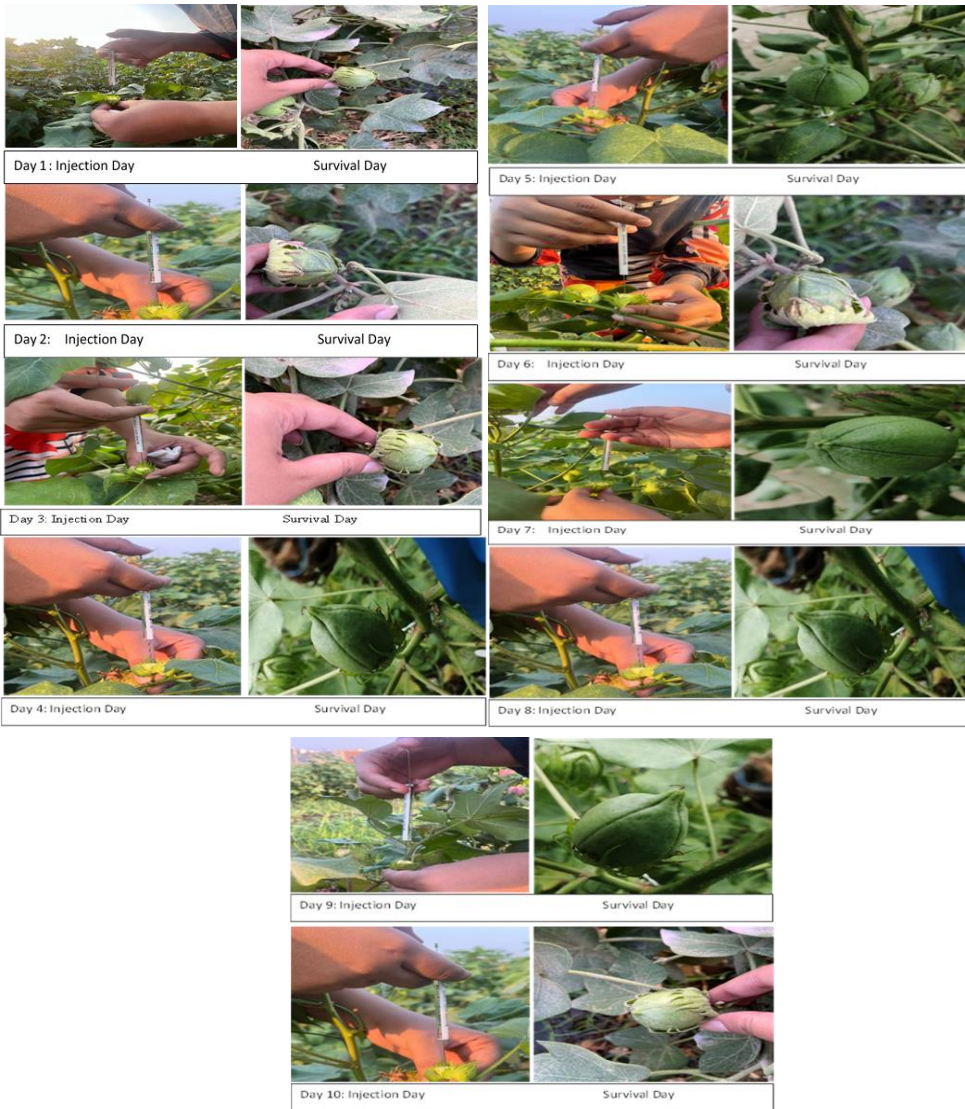 Day 1: Injection Day Survival Day
Day 2: Injection Day Survival Day
Day 3: Injection Day Survival Day
Day 4: Injection Day Survival Day
Day 5: Injection Day Survival Day
Day 6: Injection Day Survival Day
Day 7: Injection Day Survival Day
Day 8: Injection Day Survival Day
Day 9: Injection Day Survival Day
Day 10: Injection Day Survival Day